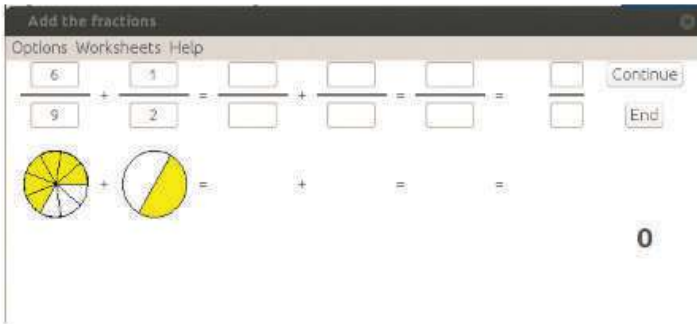 Add the fractions
Options Worksheets Help
6 1 Continue
+ = + = =
9 2 End
+ = + = =
0